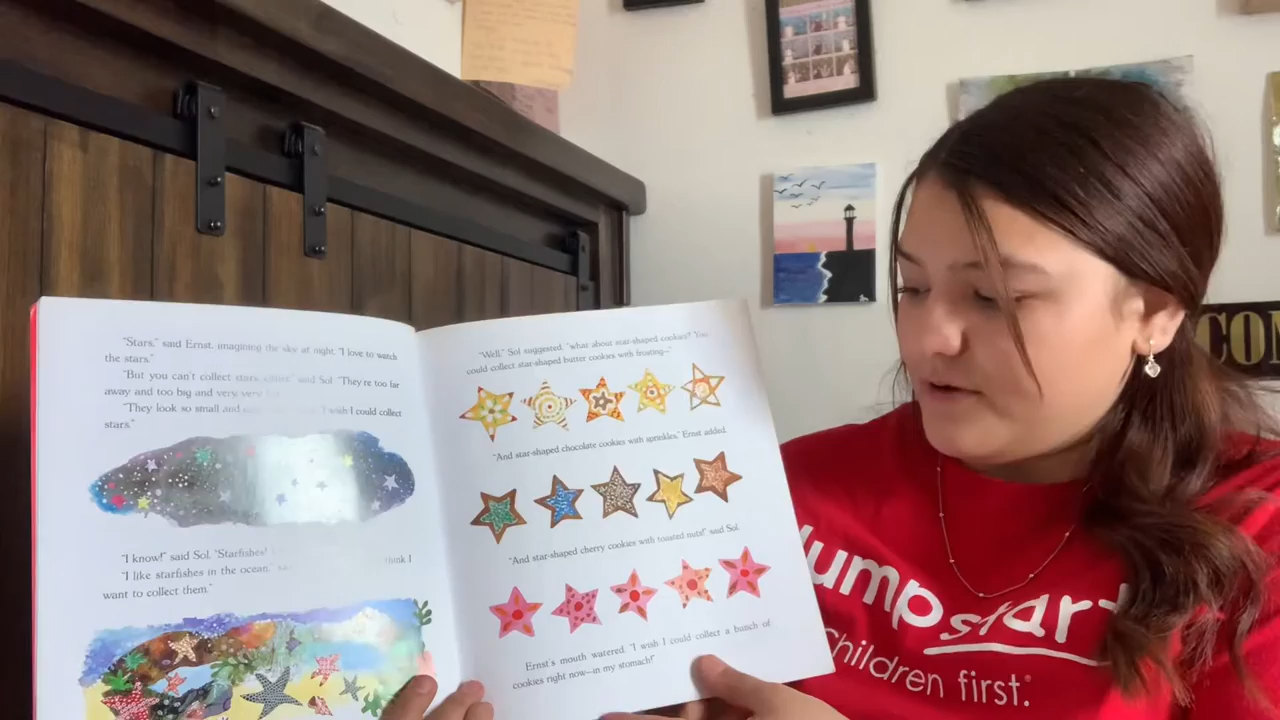 "Stars," said Ernst, imagining the sky at night. "I love to watch
the stars."
"But you can't collect stars, either," said Sol. "They're too far
away and too big and very, very
"They look so small and "I wish I could collect
stars."
"I know!" said Sol. "Starfishes!
"I like starfishes in the ocean," think I
want to collect them."
"Well," Sol suggested, "what about star-shaped cookies? You
could collect star-shaped butter cookies with frosting—"
"And star-shaped chocolate cookies with sprinkles," Ernst added.
"And star-shaped cherry cookies with toasted nuts!" said Sol.
Ernst's mouth watered. "I wish I could collect a bunch of
cookies right now—in my stomach!"
Jumpstart
Children first.
CON